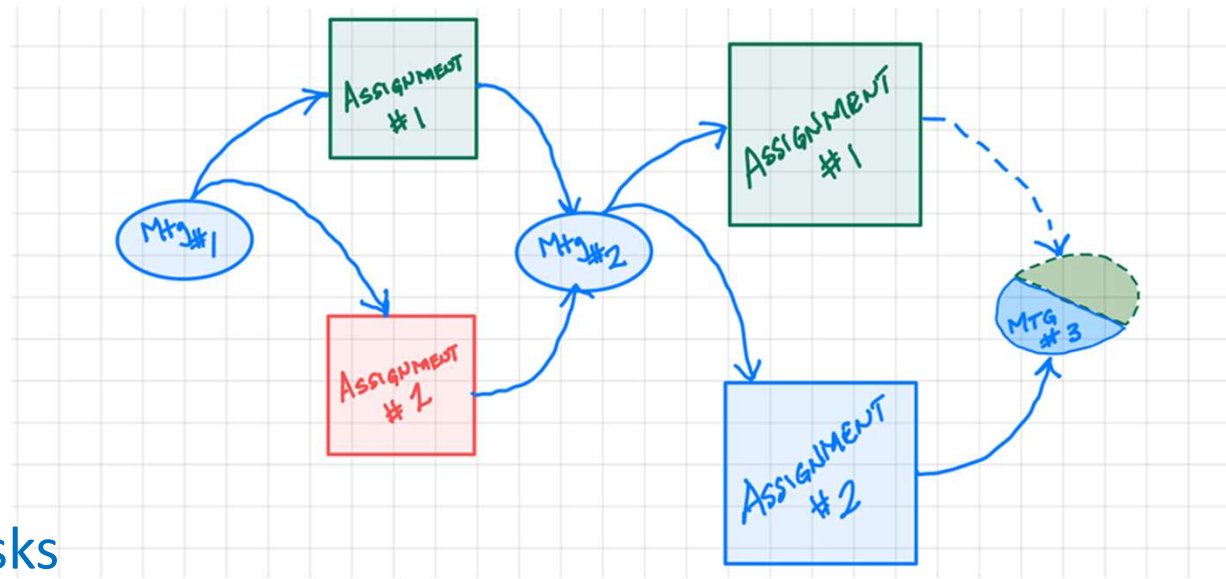 ASSIGNMENT
#1
ASSIGNMENT
#1
Mtg#1
Mtg#2
MTG
#3
ASSIGNMENT
#2
ASSIGNMENT
#2
sks